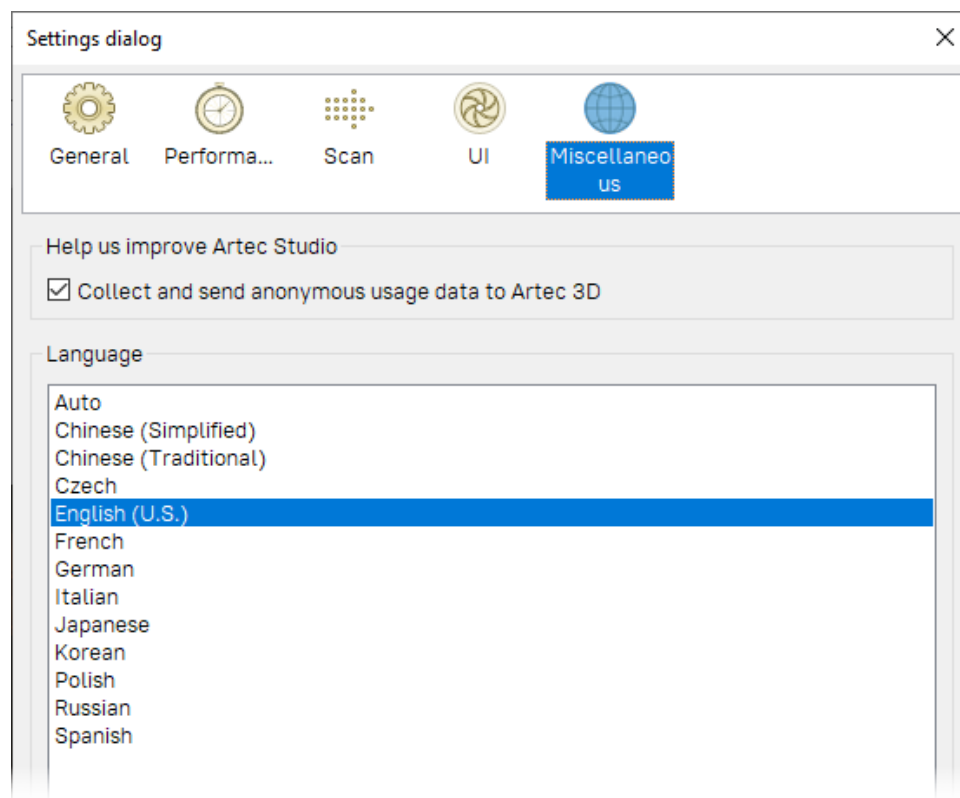 Settings dialog
General Performa... Scan UI Miscellaneo
us
Help us improve Artec Studio
Collect and send anonymous usage data to Artec 3D
Language
Auto
Chinese (Simplified)
Chinese (Traditional)
Czech
English (U.S.)
French
German
Italian
Japanese
Korean
Polish
Russian
Spanish